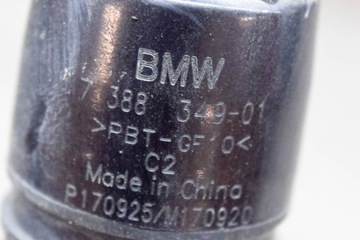 BMW
7 388 349-01
>PBT-GF10<
C2
Made in China
P170925/M170920